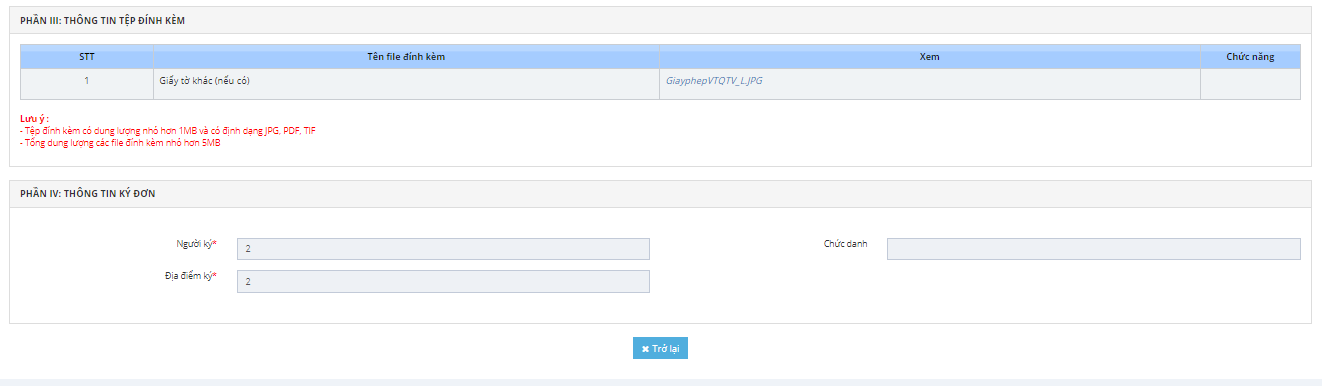 PHẦN III: THÔNG TIN TỆP ĐÍNH KÈM
STT Tên file đính kèm Xem Chức năng
1 Giấy tờ khác (nếu có) GiayphepVTQTV_L.JPG
Lưu ý :
- Tệp đính kèm có dung lượng nhỏ hơn 1MB và có định dạng JPG, PDF, TIF
- Tổng dung lượng các file đính kèm nhỏ hơn 5MB
PHẦN IV: THÔNG TIN KÝ ĐƠN
Người ký* 2 Chức danh
Địa điểm ký* 2
✖ Trở lại